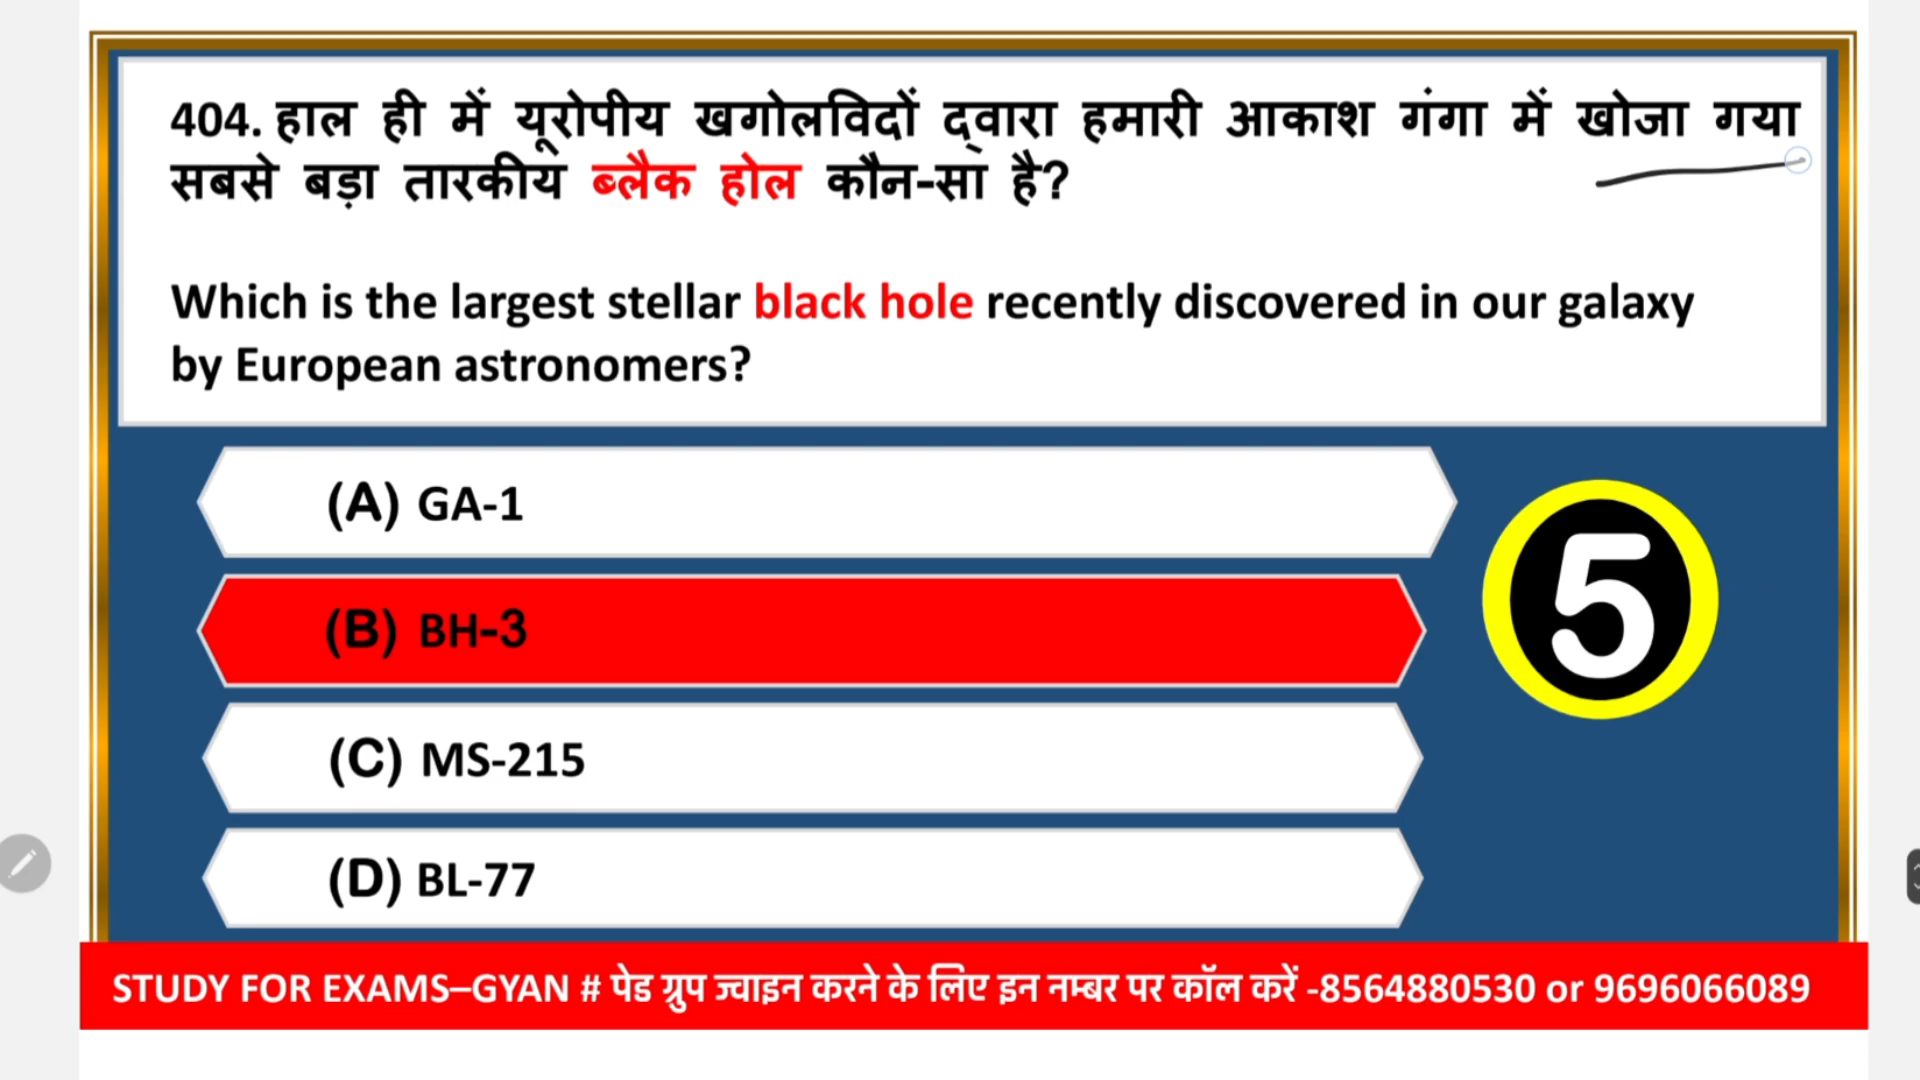 404. हाल ही में यूरोपीय खगोलविदों द्वारा हमारी आकाश गंगा में खोजा गया
सबसे बड़ा तारकीय ब्लैक होल कौन-सा है?
Which is the largest stellar black hole recently discovered in our galaxy
by European astronomers?
(A) GA-1
(B) BH-3
5
(C) MS-215
(D) BL-77
STUDY FOR EXAMS–GYAN # पेड ग्रुप ज्वाइन करने के लिए इन नम्बर पर कॉल करें -8564880530 or 9696066089